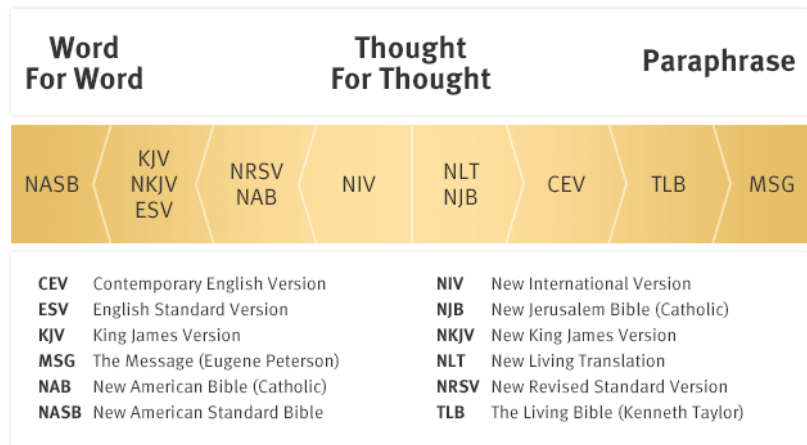 Word
For Word
Thought
For Thought
Paraphrase
NASB
KJV
NKJV
ESV
NRSV
NAB
NIV
NLT
NJB
CEV
TLB
MSG
CEV Contemporary English Version
ESV English Standard Version
KJV King James Version
MSG The Message (Eugene Peterson)
NAB New American Bible (Catholic)
NASB New American Standard Bible
NIV New International Version
NJB New Jerusalem Bible (Catholic)
NKJV New King James Version
NLT New Living Translation
NRSV New Revised Standard Version
TLB The Living Bible (Kenneth Taylor)